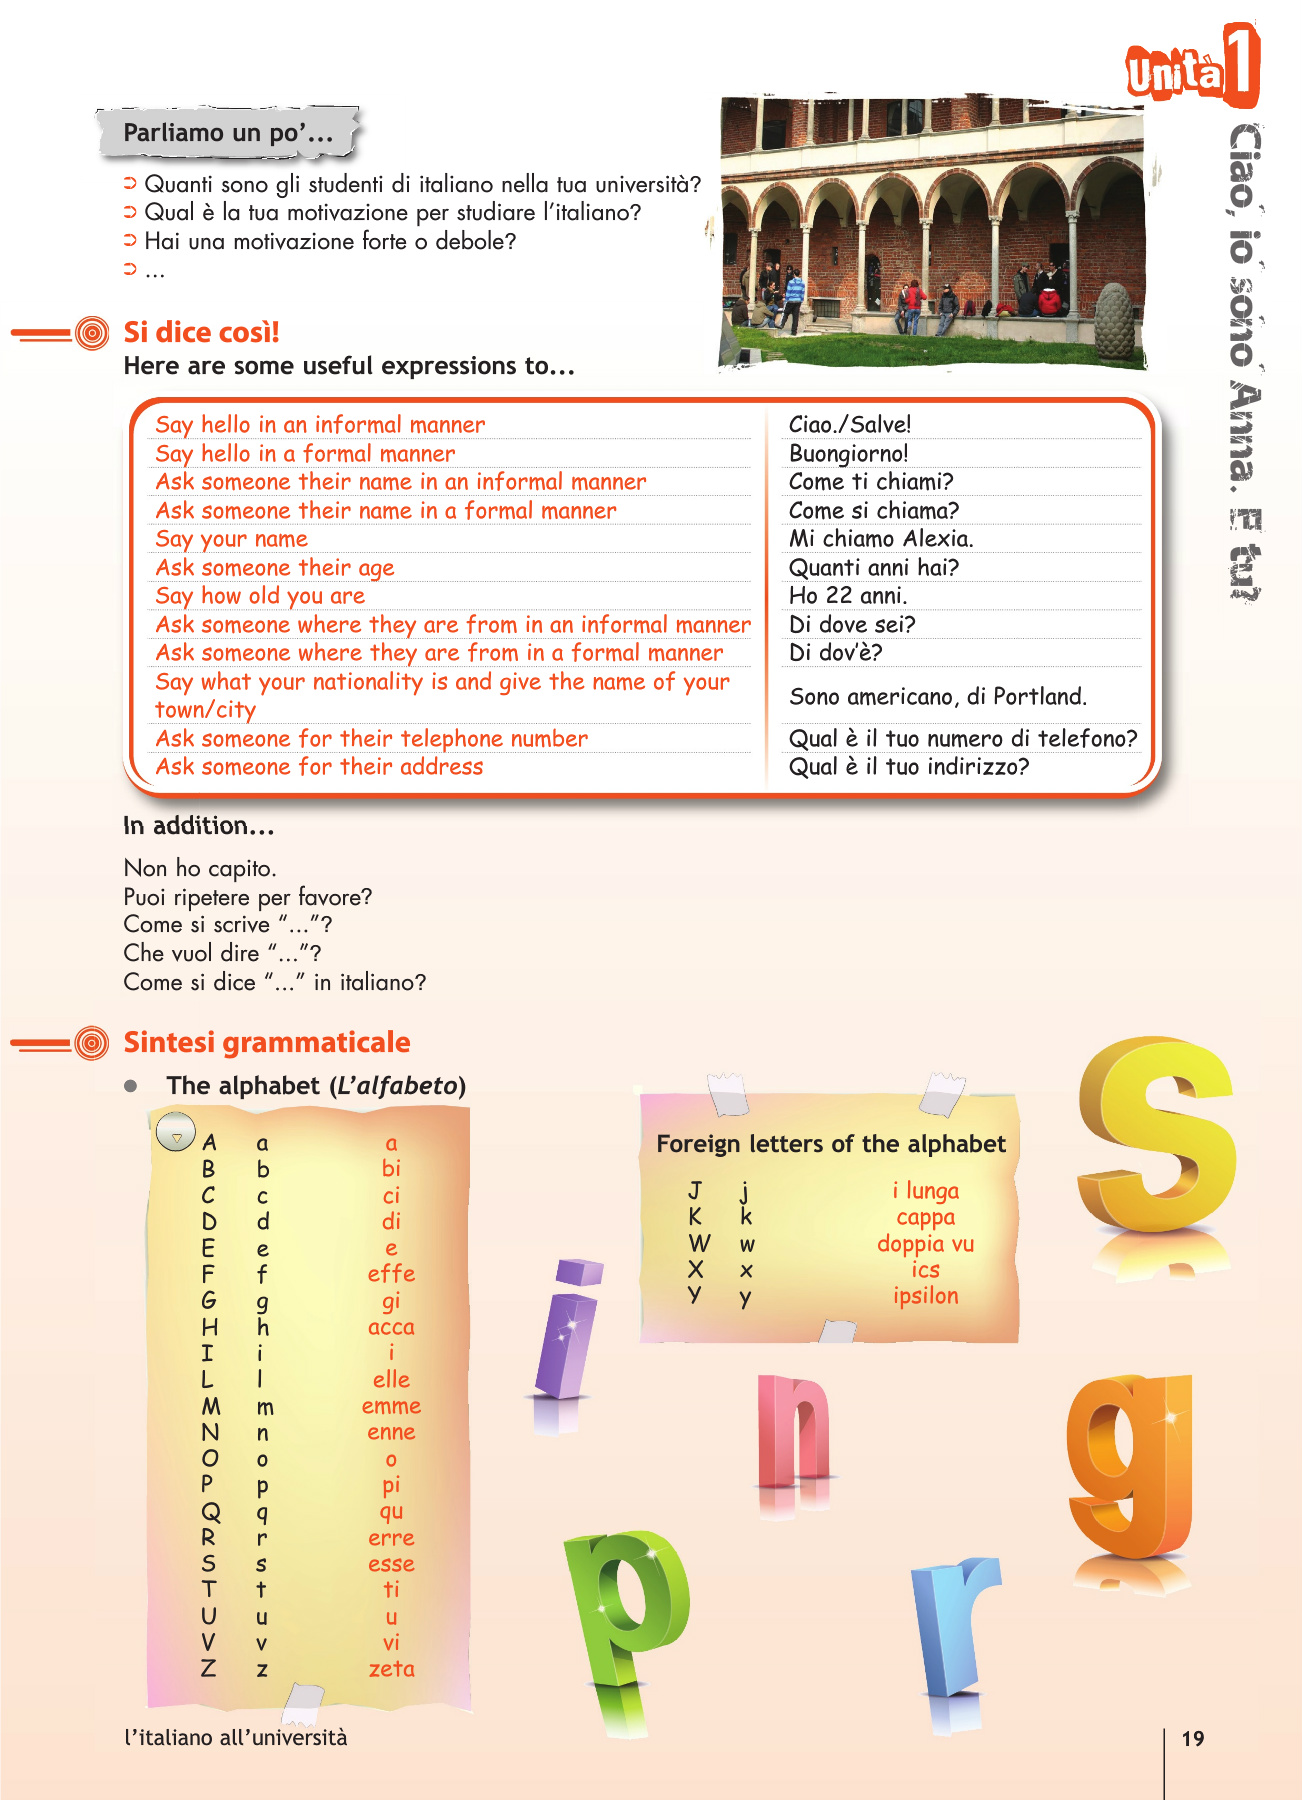 Unità 1
Ciao, io sono Anna. E tu?
Parliamo un po’...
➲ Quanti sono gli studenti di italiano nella tua università?
➲ Qual è la tua motivazione per studiare l’italiano?
➲ Hai una motivazione forte o debole?
➲ ...
Si dice così!
Here are some useful expressions to...
Say hello in an informal manner Ciao./Salve!
Say hello in a formal manner Buongiorno!
Ask someone their name in an informal manner Come ti chiami?
Ask someone their name in a formal manner Come si chiama?
Say your name Mi chiamo Alexia.
Ask someone their age Quanti anni hai?
Say how old you are Ho 22 anni.
Ask someone where they are from in an informal manner Di dove sei?
Ask someone where they are from in a formal manner Di dov’è?
Say what your nationality is and give the name of your
town/city Sono americano, di Portland.
Ask someone for their telephone number Qual è il tuo numero di telefono?
Ask someone for their address Qual è il tuo indirizzo?
In addition...
Non ho capito.
Puoi ripetere per favore?
Come si scrive “...”?
Che vuol dire “...”?
Come si dice “...” in italiano?
Sintesi grammaticale
● The alphabet (L’alfabeto)
A a a
B b bi
C c ci
D d di
E e e
F f effe
G g gi
H h acca
I i i
L l elle
M m emme
N n enne
O o o
P p pi
Q q qu
R r erre
S s esse
T t ti
U u u
V v vi
Z z zeta
Foreign letters of the alphabet
J j i lunga
K k cappa
W w doppia vu
X x ics
Y y ipsilon
S
i
n
g
p
r
l’italiano all’università
19